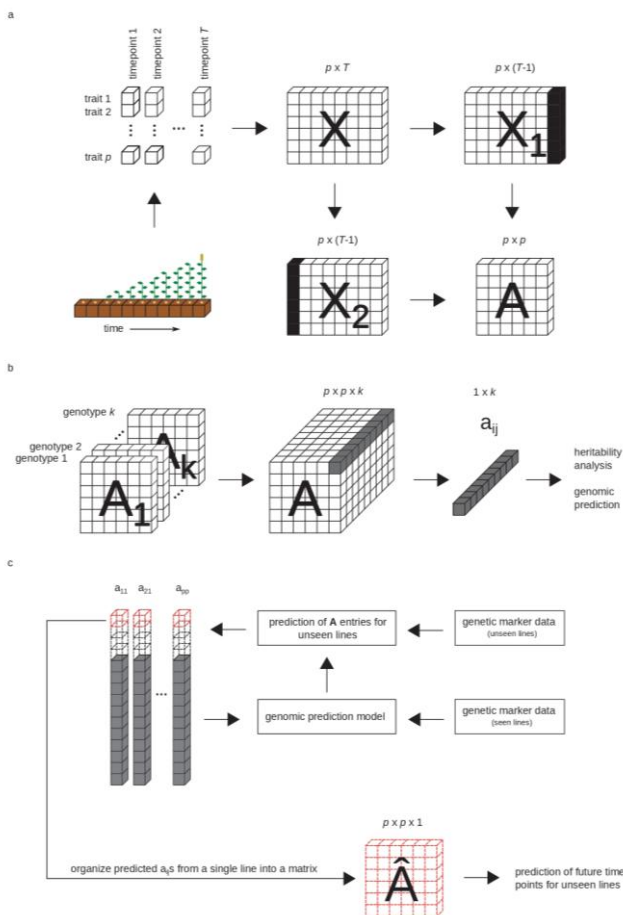 a
timepoint 1
timepoint 2
timepoint T
trait 1
trait 2
trait p
p x T
X
p x (T-1)
X1
time
p x (T-1)
X2
p x p
A
b
genotype k
genotype 2
genotype 1
Ak
A1
p x p x k
A
1 x k
aij
heritability
analysis
genomic
prediction
c
a11 a21 app
prediction of A entries for
unseen lines
genetic marker data
(unseen lines)
genomic prediction model
genetic marker data
(seen lines)
organize predicted aijs from a single line into a matrix
p x p x 1
Â
prediction of future time
points for unseen lines